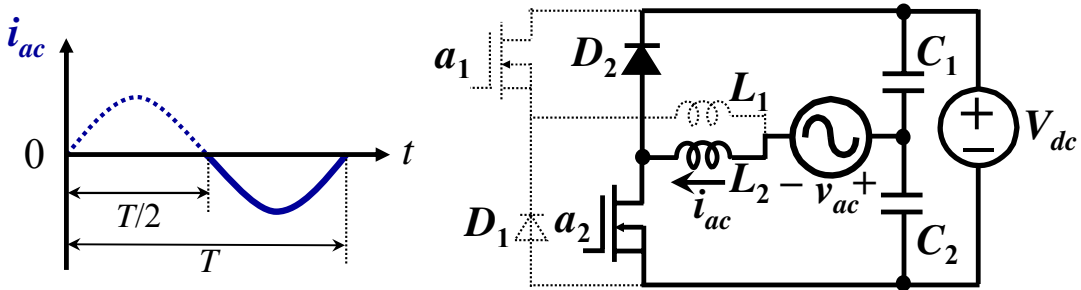 i_ac
0
t
T/2
T
a_1
D_2
L_1
C_1
+
−
V_dc
L_2
− v_ac +
i_ac
D_1
a_2
C_2